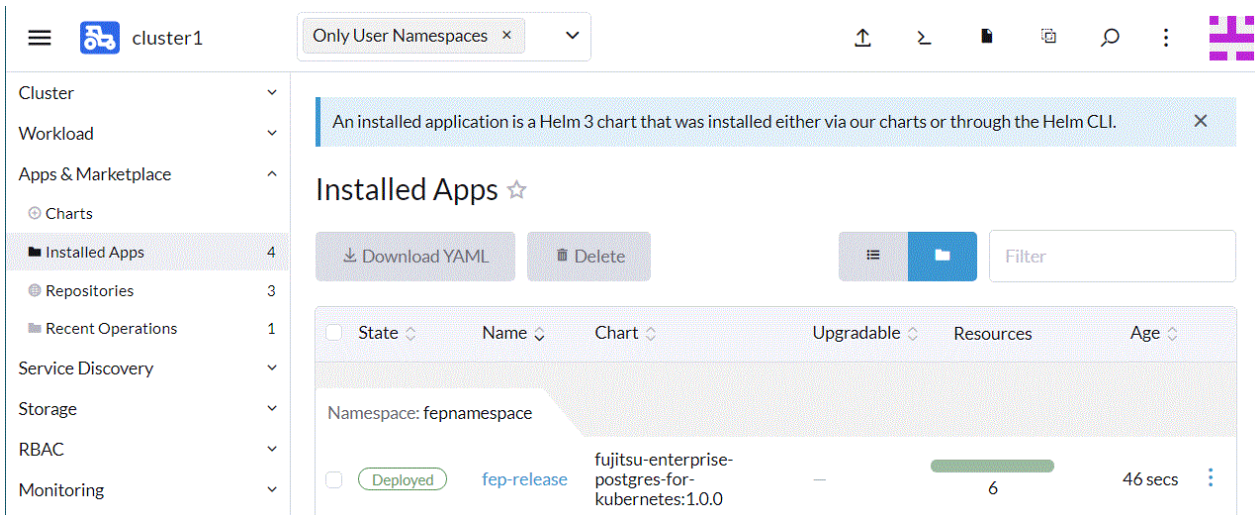 cluster1
Only User Namespaces ×
Cluster
Workload
Apps & Marketplace
Charts
Installed Apps 4
Repositories 3
Recent Operations 1
Service Discovery
Storage
RBAC
Monitoring
An installed application is a Helm 3 chart that was installed either via our charts or through the Helm CLI.
Installed Apps
Download YAML Delete Filter
State Name Chart Upgradable Resources Age
Namespace: fepnamespace
Deployed fep-release fujitsu-enterprise-
postgres-for-
kubernetes:1.0.0 — 6 46 secs